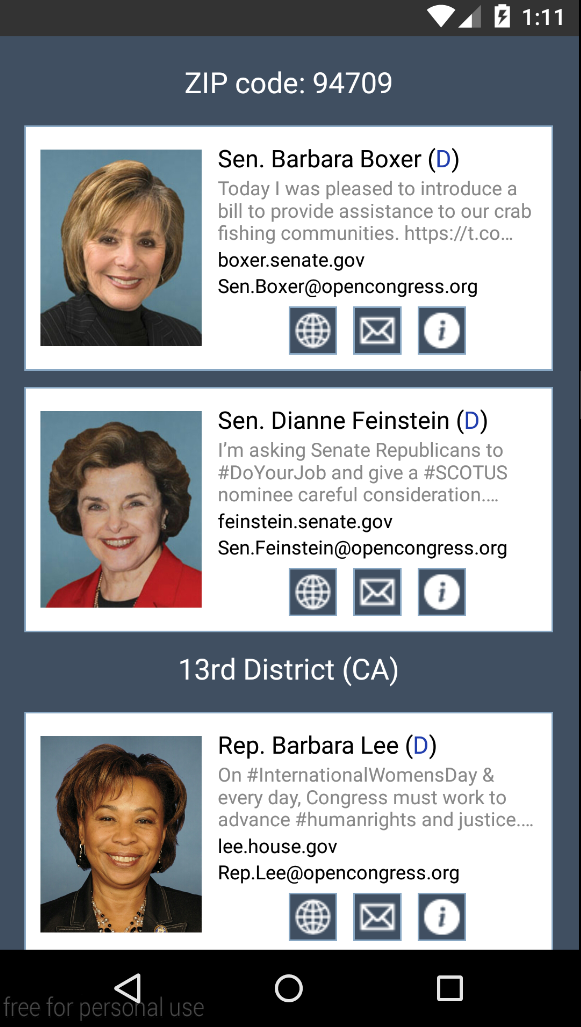 1:11
ZIP code: 94709
Sen. Barbara Boxer (D)
Today I was pleased to introduce a
bill to provide assistance to our crab
fishing communities. https://t.co...
boxer.senate.gov
Sen.Boxer@opencongress.org
i
Sen. Dianne Feinstein (D)
I'm asking Senate Republicans to
#DoYourJob and give a #SCOTUS
nominee careful consideration....
feinstein.senate.gov
Sen.Feinstein@opencongress.org
i
13rd District (CA)
Rep. Barbara Lee (D)
On #InternationalWomensDay &
every day, Congress must work to
advance #humanrights and justice....
lee.house.gov
Rep.Lee@opencongress.org
i
free for personal use